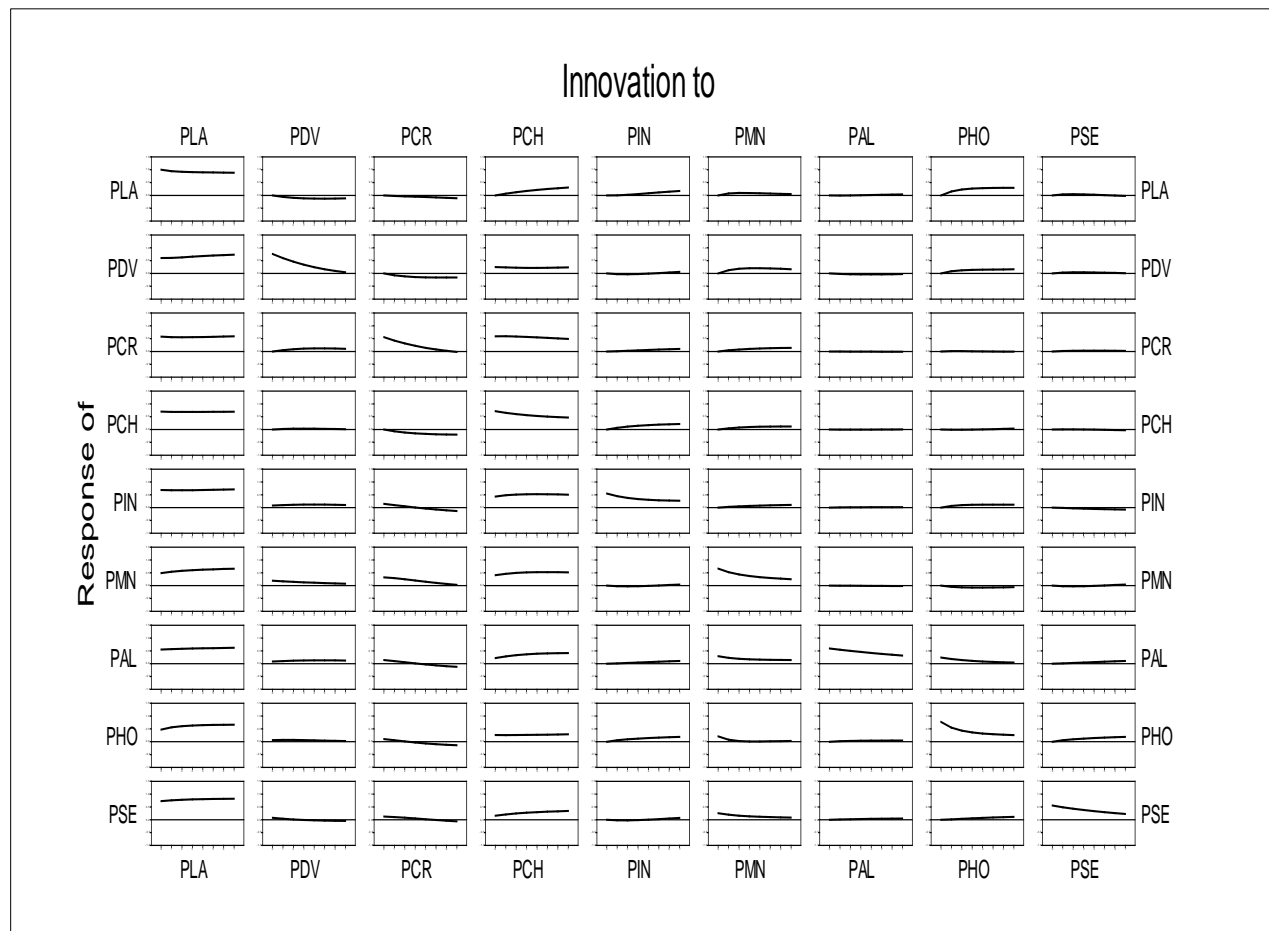 Innovation to
PLA PDV PCR PCH PIN PMN PAL PHO PSE
Response of
PLA PLA
PDV PDV
PCR PCR
PCH PCH
PIN PIN
PMN PMN
PAL PAL
PHO PHO
PSE PSE
PLA PDV PCR PCH PIN PMN PAL PHO PSE